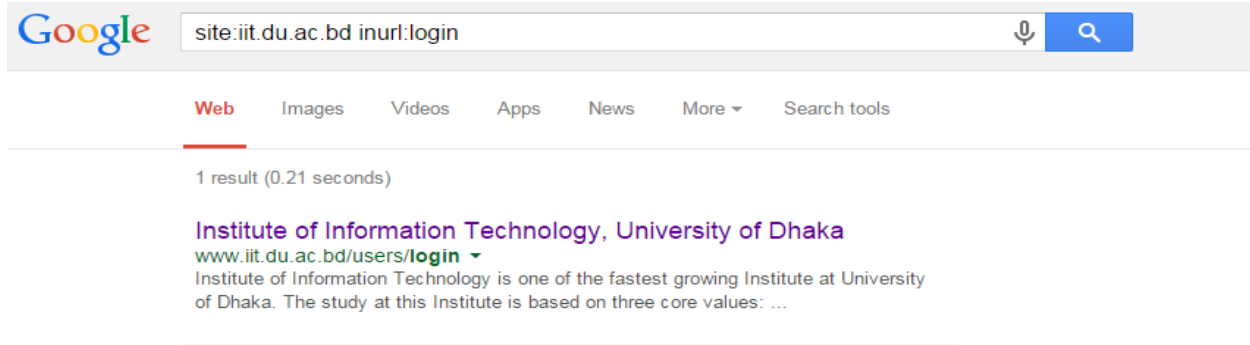 Google site:iit.du.ac.bd inurl:login
Web Images Videos Apps News More Search tools
1 result (0.21 seconds)
Institute of Information Technology, University of Dhaka
www.iit.du.ac.bd/users/login
Institute of Information Technology is one of the fastest growing Institute at University
of Dhaka. The study at this Institute is based on three core values: ...